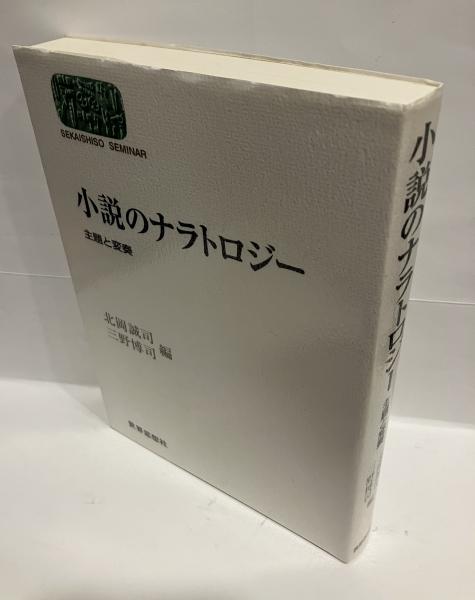 SEKAISHISO SEMINAR
小説のナラトロジー
主題と変奏
北岡誠司
三野博司 編
世界思想社
小説のナラトロジー